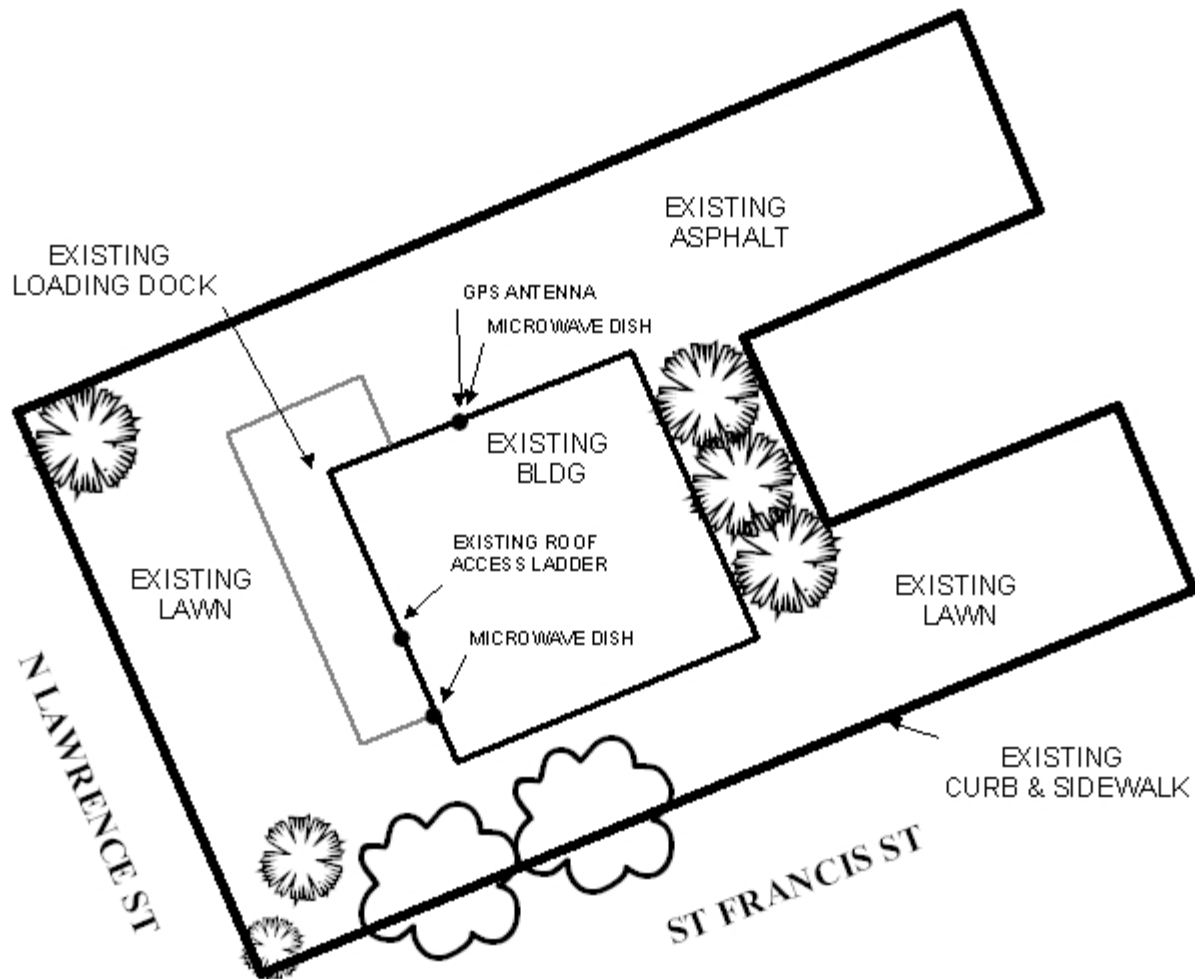 EXISTING
ASPHALT
EXISTING
LOADING DOCK
GPS ANTENNA
MICROWAVE DISH
EXISTING
BLDG
EXISTING ROOF
ACCESS LADDER
EXISTING
LAWN
EXISTING
LAWN
MICROWAVE DISH
N LAWRENCE ST
EXISTING
CURB & SIDEWALK
ST FRANCIS ST